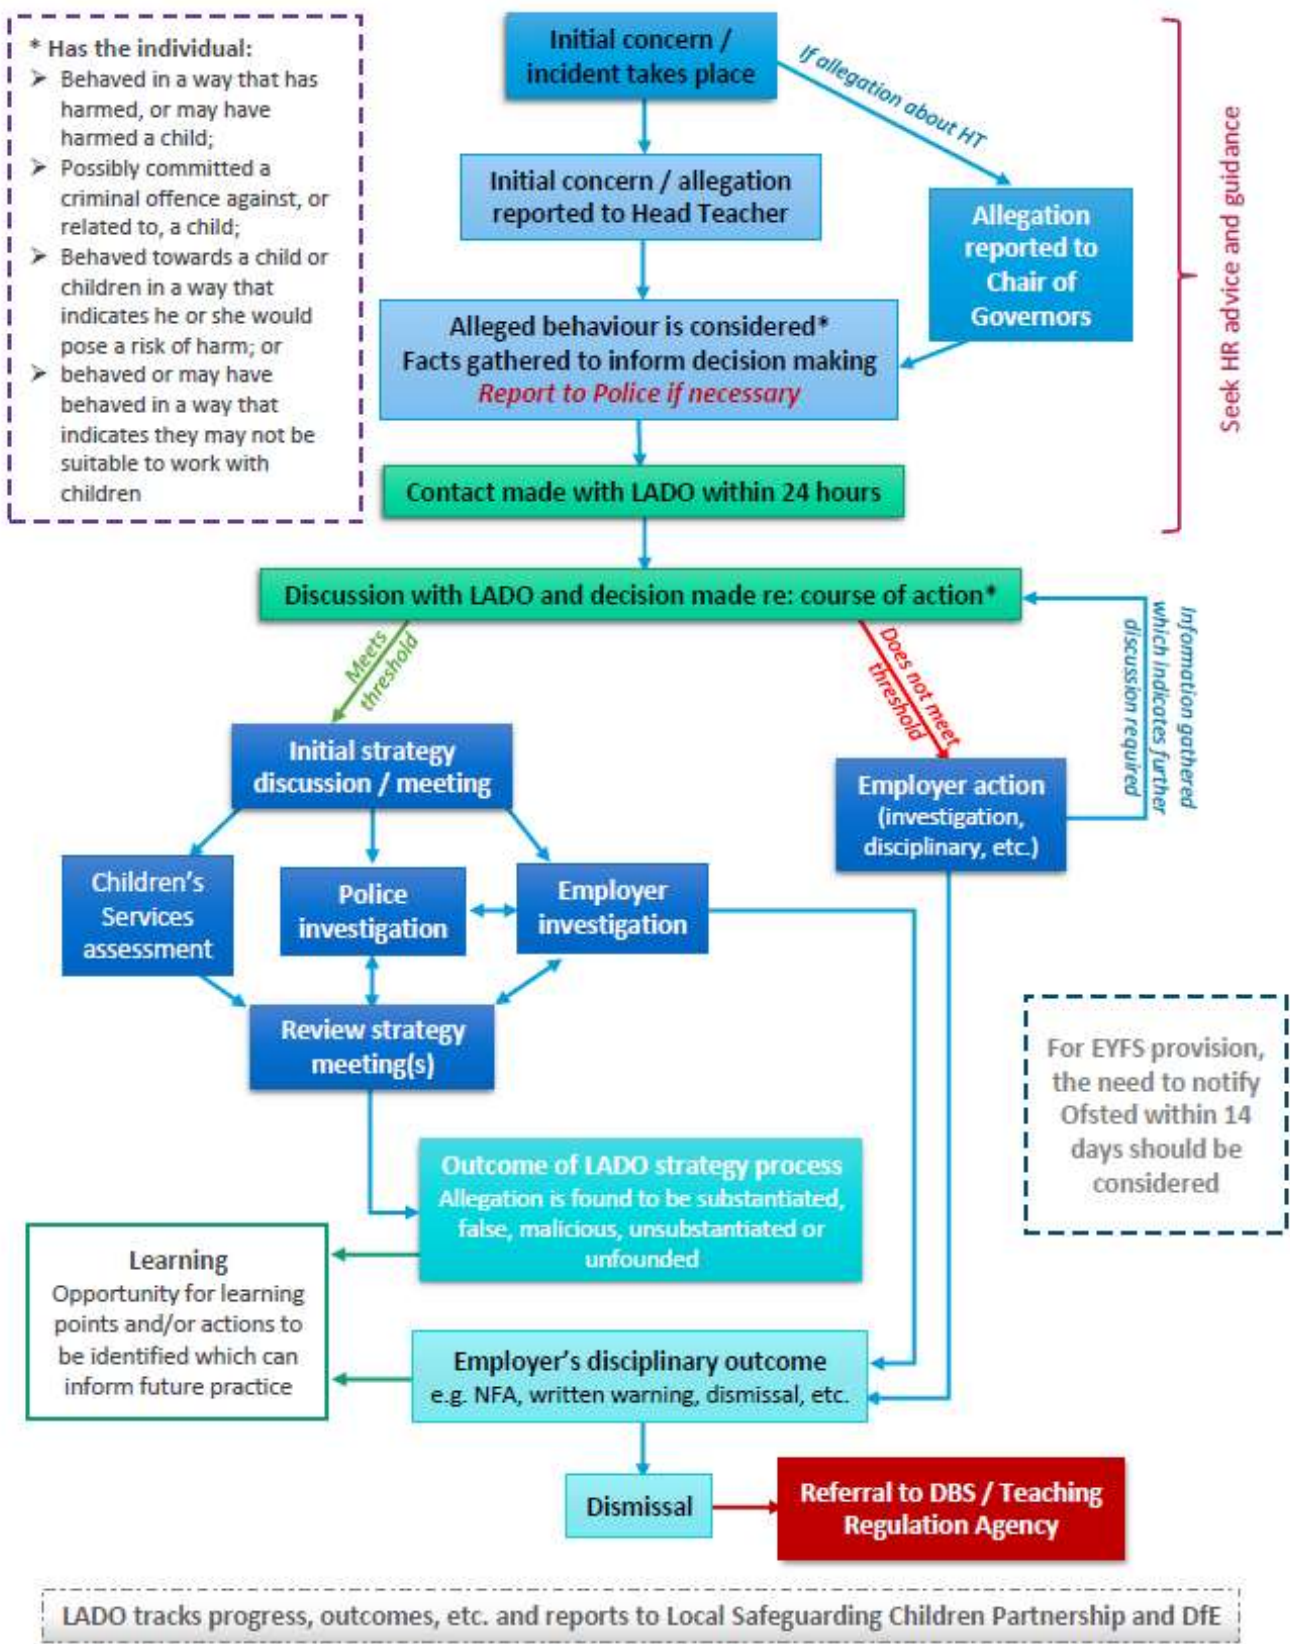 * Has the individual:
➤ Behaved in a way that has
harmed, or may have
harmed a child;
➤ Possibly committed a
criminal offence against, or
related to, a child;
➤ Behaved towards a child or
children in a way that
indicates he or she would
pose a risk of harm; or
➤ behaved or may have
behaved in a way that
indicates they may not be
suitable to work with
children
Initial concern /
incident takes place
If allegation about HT
Initial concern / allegation
reported to Head Teacher
Allegation
reported to
Chair of
Governors
Seek HR advice and guidance
Alleged behaviour is considered*
Facts gathered to inform decision making
Report to Police if necessary
Contact made with LADO within 24 hours
Discussion with LADO and decision made re: course of action*
Meets
threshold
Does not meet
threshold
Information gathered
which indicates further
discussion required
Initial strategy
discussion / meeting
Employer action
(investigation,
disciplinary, etc.)
Children's
Services
assessment
Police
investigation
Employer
investigation
Review strategy
meeting(s)
For EYFS provision,
the need to notify
Ofsted within 14
days should be
considered
Outcome of LADO strategy process
Allegation is found to be substantiated,
false, malicious, unsubstantiated or
unfounded
Learning
Opportunity for learning
points and/or actions to
be identified which can
inform future practice
Employer's disciplinary outcome
e.g. NFA, written warning, dismissal, etc.
Dismissal
Referral to DBS / Teaching
Regulation Agency
LADO tracks progress, outcomes, etc. and reports to Local Safeguarding Children Partnership and DfE